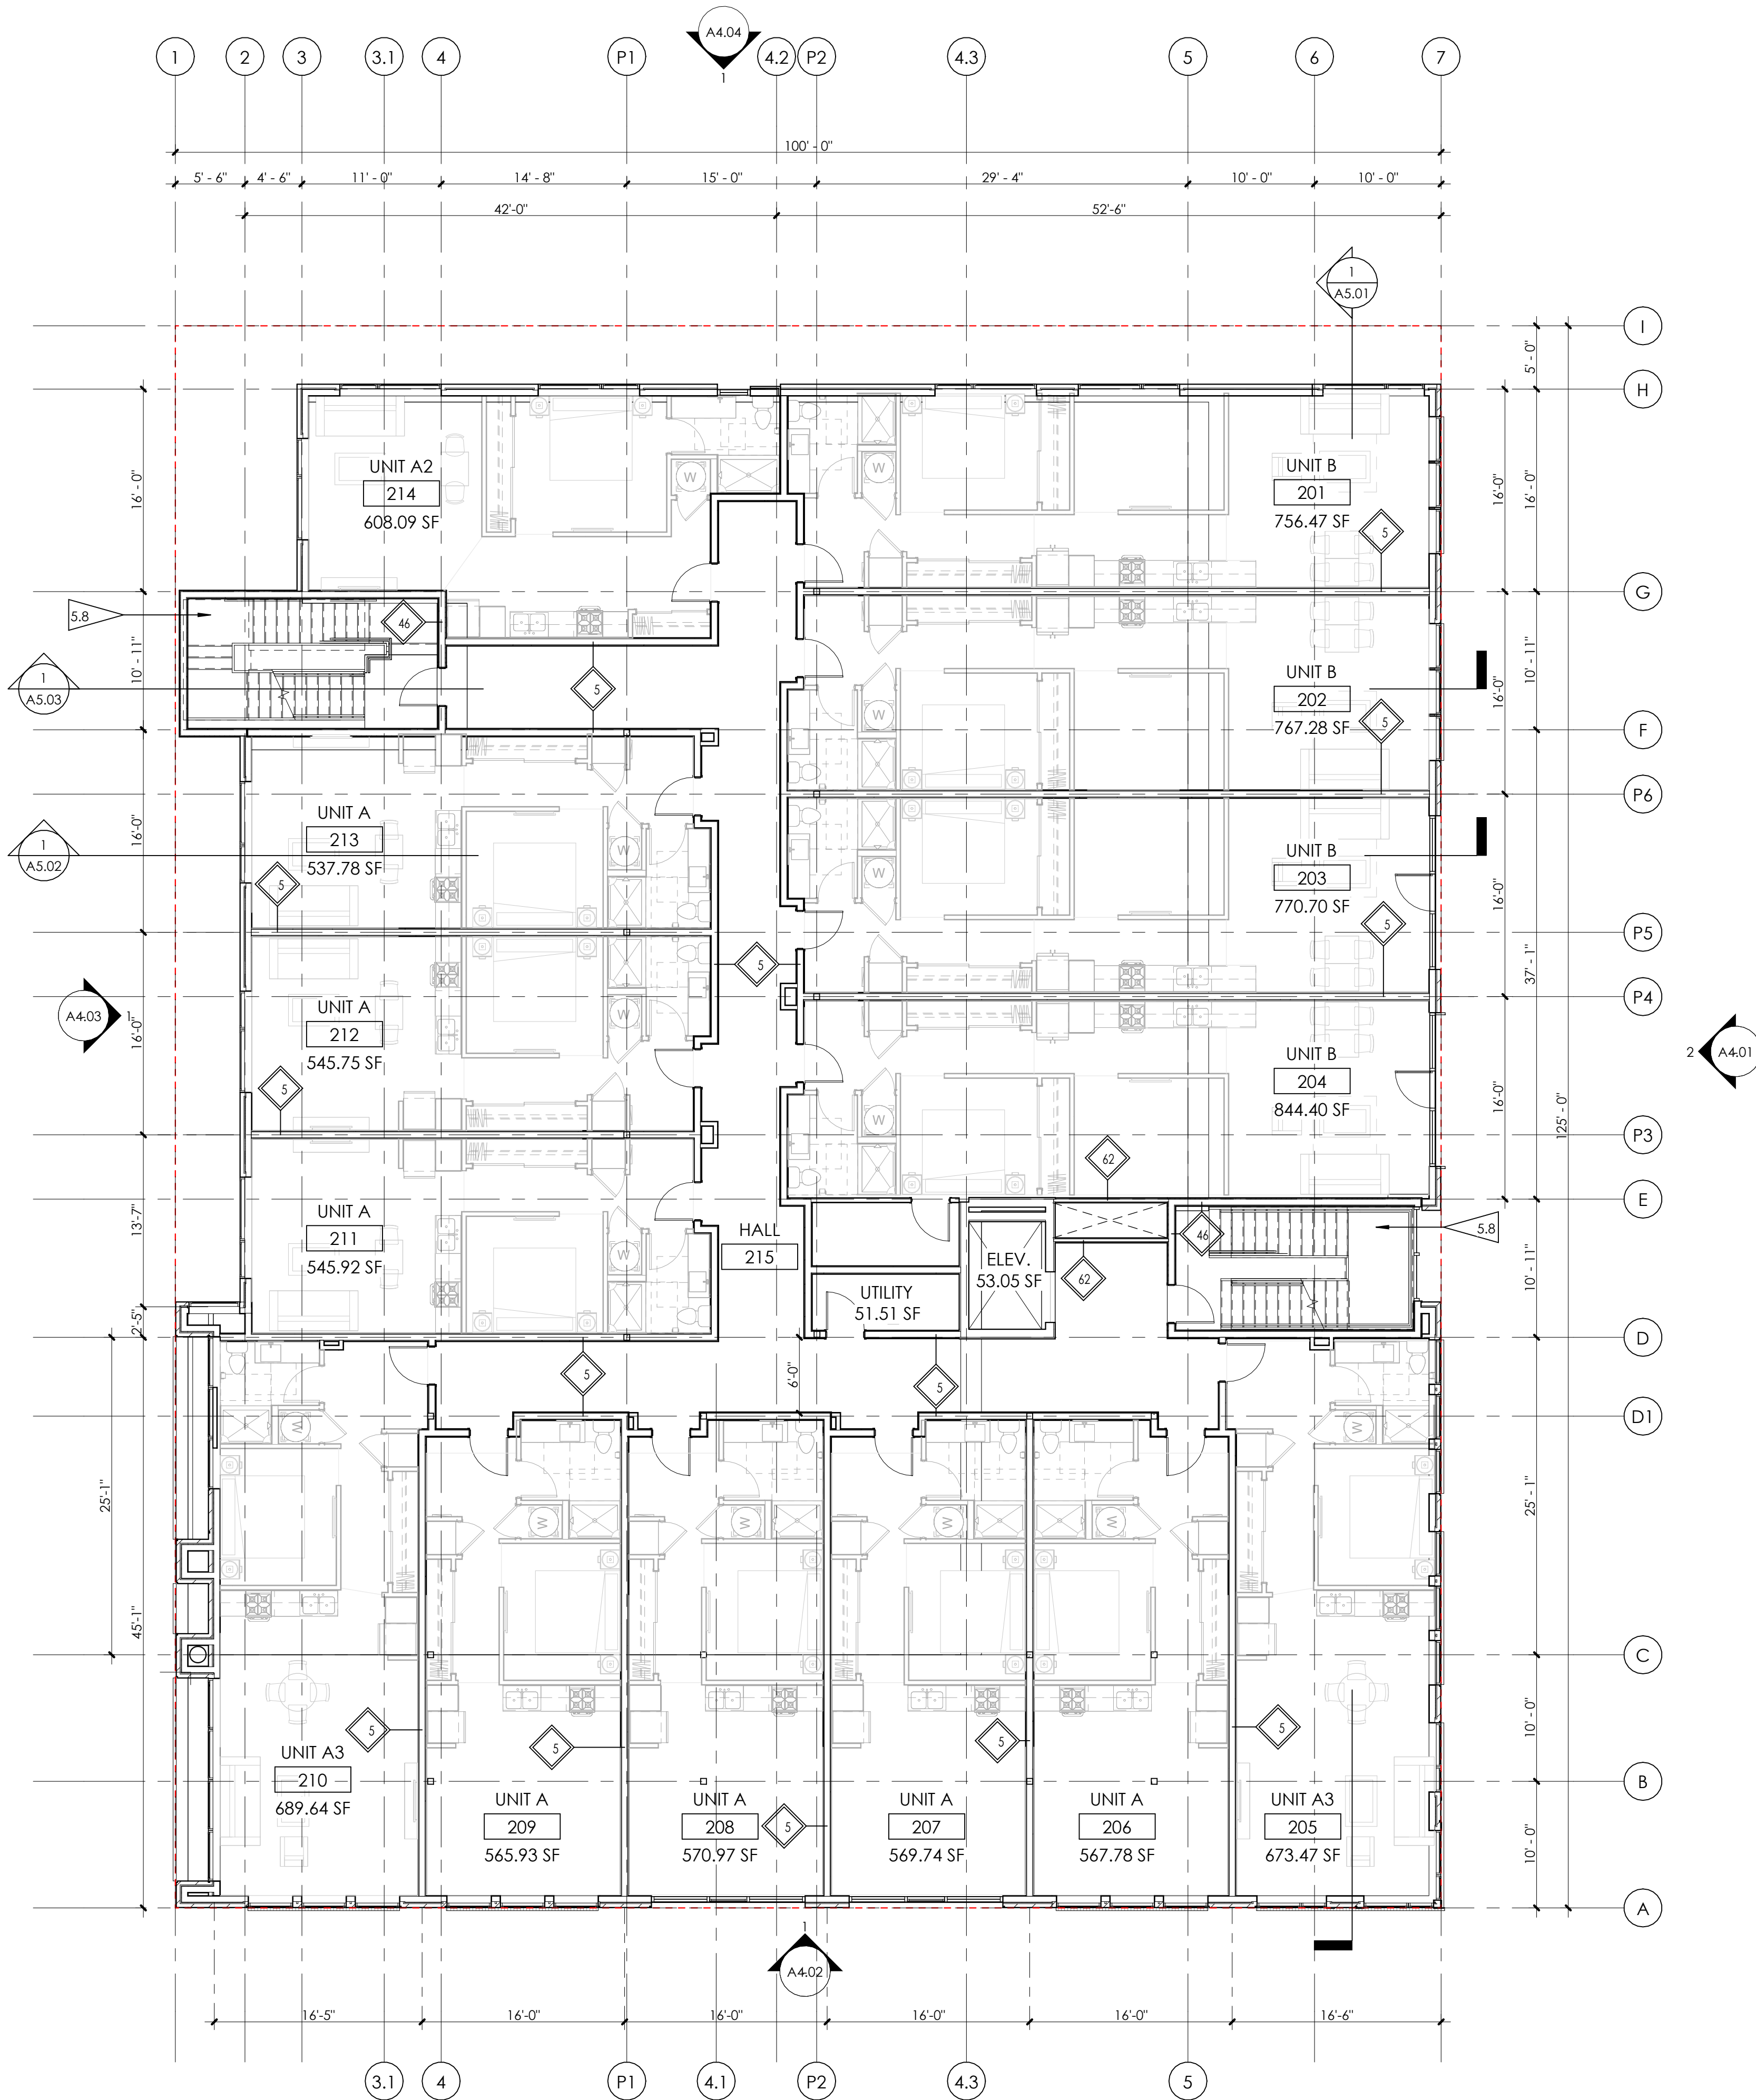 A4.04
1
1 2 3 3.1 4 P1 4.2 P2 4.3 5 6 7
100' - 0"
5' - 6" 4' - 6" 11' - 0" 14' - 8" 15' - 0" 29' - 4" 10' - 0" 10' - 0"
42'-0" 52'-6"
1
A5.01
I
5' - 0"
H
16' - 0"
UNIT A2
214
608.09 SF
W
W
UNIT B
201
756.47 SF
5
16'-0"
16' - 0"
G
5.8
46
10' - 11"
1
A5.03
5
W
UNIT B
202
767.28 SF
5
16'-0"
10' - 11"
F
P6
UNIT A
213
537.78 SF
16'-0"
1
A5.02
5
W
W
UNIT B
203
770.70 SF
5
16'-0"
P5
5
37' - 1"
P4
A4.03
1
16'-0"
UNIT A
212
545.75 SF
5
W
W
UNIT B
204
844.40 SF
16'-0"
125' - 0"
2
A4.01
P3
62
E
13'-7"
UNIT A
211
545.92 SF
W
HALL
215
ELEV.
53.05 SF
UTILITY
51.51 SF
62
46
5.8
10' - 11"
2'-5"
D
5
6'-0"
5
D1
W
W
W
W
W
W
25'-1"
45'-1"
25' - 1"
C
5
5
5
5
10' - 0"
UNIT A3
210
689.64 SF
B
UNIT A
209
565.93 SF
UNIT A
208
570.97 SF
5
UNIT A
207
569.74 SF
UNIT A
206
567.78 SF
UNIT A3
205
673.47 SF
10' - 0"
A
1
A4.02
16'-5" 16'-0" 16'-0" 16'-0" 16'-0" 16'-6"
3.1 4 P1 4.1 P2 4.3 5